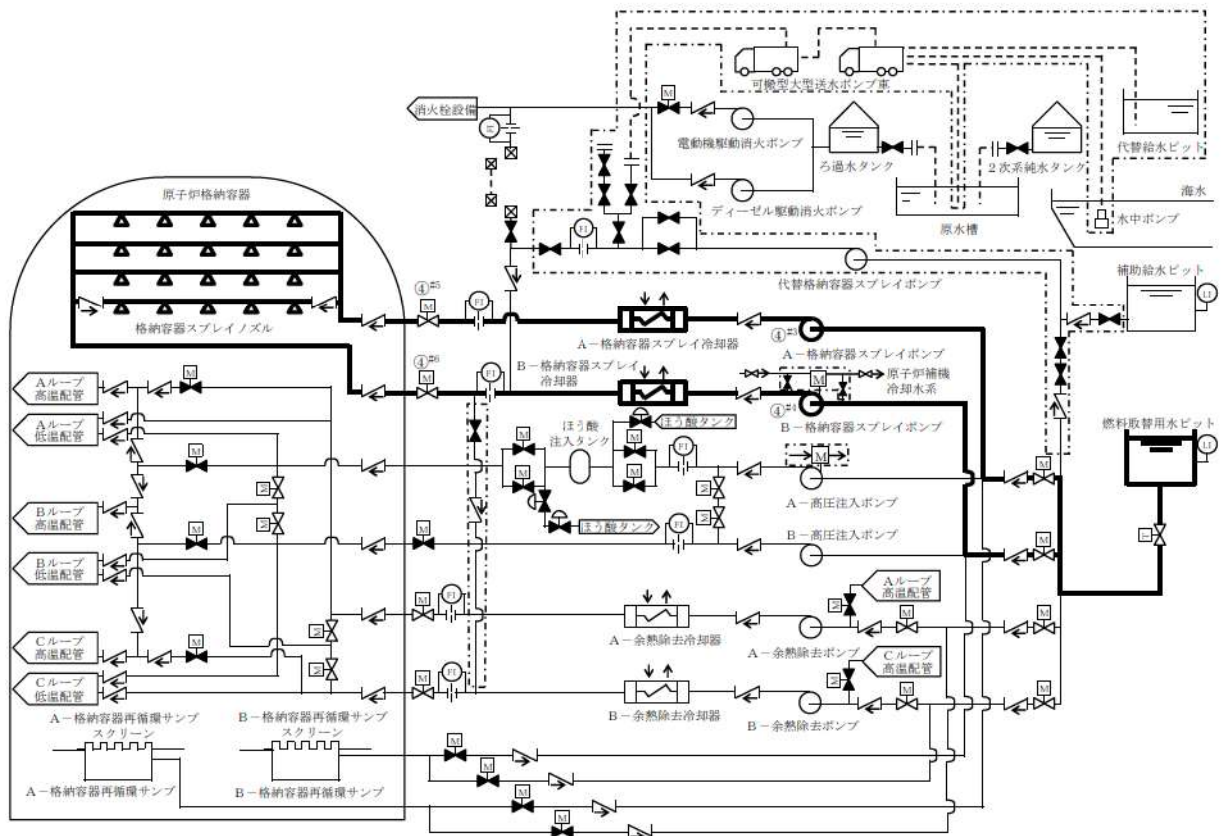 可搬型大型送水ポンプ車
消火栓設備
M
FI
電動機駆動消火ポンプ
ろ過水タンク
2次系純水タンク
代替給水ピット
海水
ディーゼル駆動消火ポンプ
原水槽
水中ポンプ
原子炉格納容器
FI
代替格納容器スプレイポンプ
補助給水ピット
LI
④#5
M
FI
④#3
格納容器スプレイノズル
A-格納容器スプレイ冷却器
A-格納容器スプレイポンプ
④#6
M
FI
B-格納容器スプレイ
冷却器
M
原子炉補機
冷却水系
④#4
B-格納容器スプレイポンプ
燃料取替用水ピット
LI
Aループ
高温配管
M
ほう酸
注入タンク
ほう酸タンク
Aループ
低温配管
M
M
M
FI
M
M
M
M
M
A-高圧注入ポンプ
M
Bループ
高温配管
M
M
M
ほう酸タンク
FI
M
B-高圧注入ポンプ
M
T
Bループ
低温配管
Aループ
高温配管
M
M
FI
M
M
M
A-余熱除去冷却器
A-余熱除去ポンプ
Cループ
高温配管
M
Cループ
高温配管
Cループ
低温配管
M
M
FI
M
M
M
B-余熱除去冷却器
B-余熱除去ポンプ
A-格納容器再循環サンプ
スクリーン
B-格納容器再循環サンプ
スクリーン
M
M
A-格納容器再循環サンプ
B-格納容器再循環サンプ
M
M